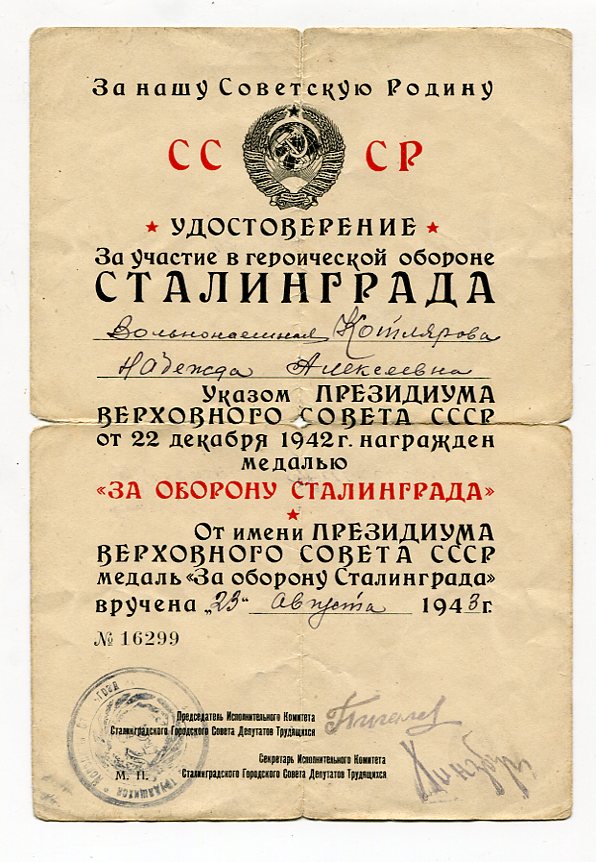 За нашу Советскую Родину
СС СР
УДОСТОВЕРЕНИЕ
За участие в героической обороне
СТАЛИНГРАДА
Вольнонаемная Котлярова
Надежда Алексеевна
Указом ПРЕЗИДИУМА
ВЕРХОВНОГО СОВЕТА СССР
от 22 декабря 1942 г. награжден
медалью
«ЗА ОБОРОНУ СТАЛИНГРАДА»
От имени ПРЕЗИДИУМА
ВЕРХОВНОГО СОВЕТА СССР
медаль «За оборону Сталинграда»
вручена „23“ Августа 1943 г.
№ 16299
Председатель Исполнительного Комитета
Сталинградского Городского Совета Депутатов Трудящихся
Пигалев
Секретарь Исполнительного Комитета
Сталинградского Городского Совета Депутатов Трудящихся
М. П.